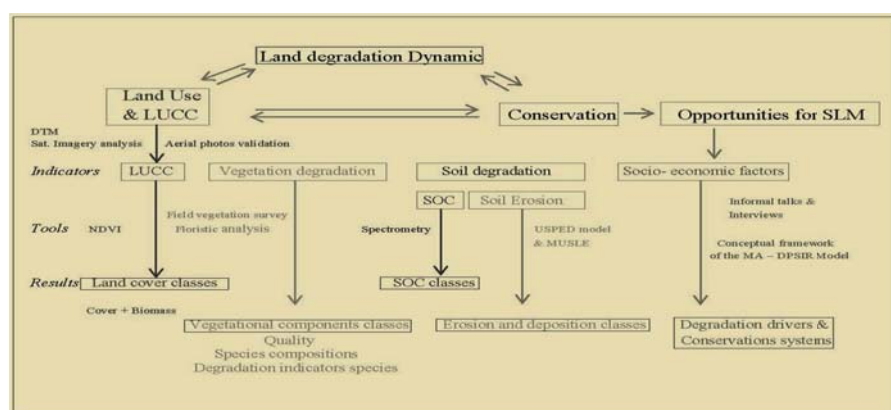 Land degradation Dynamic
Land Use
& LUCC
Conservation
Opportunities for SLM
DTM
Sat. Imagery analysis
Aerial photos validation
Indicators
LUCC
Vegetation degradation
Soil degradation
Socio- economic factors
SOC
Soil Erosion
Informal talks &
Interviews
Tools
NDVI
Field vegetation survey
Floristic analysis
Spectrometry
USPED model
& MUSLE
Conceptual framework
of the MA – DPSIR Model
Results
Land cover classes
SOC classes
Cover + Biomass
Vegetational components classes
Quality
Species compositions
Degradation indicators species
Erosion and deposition classes
Degradation drivers &
Conservations systems